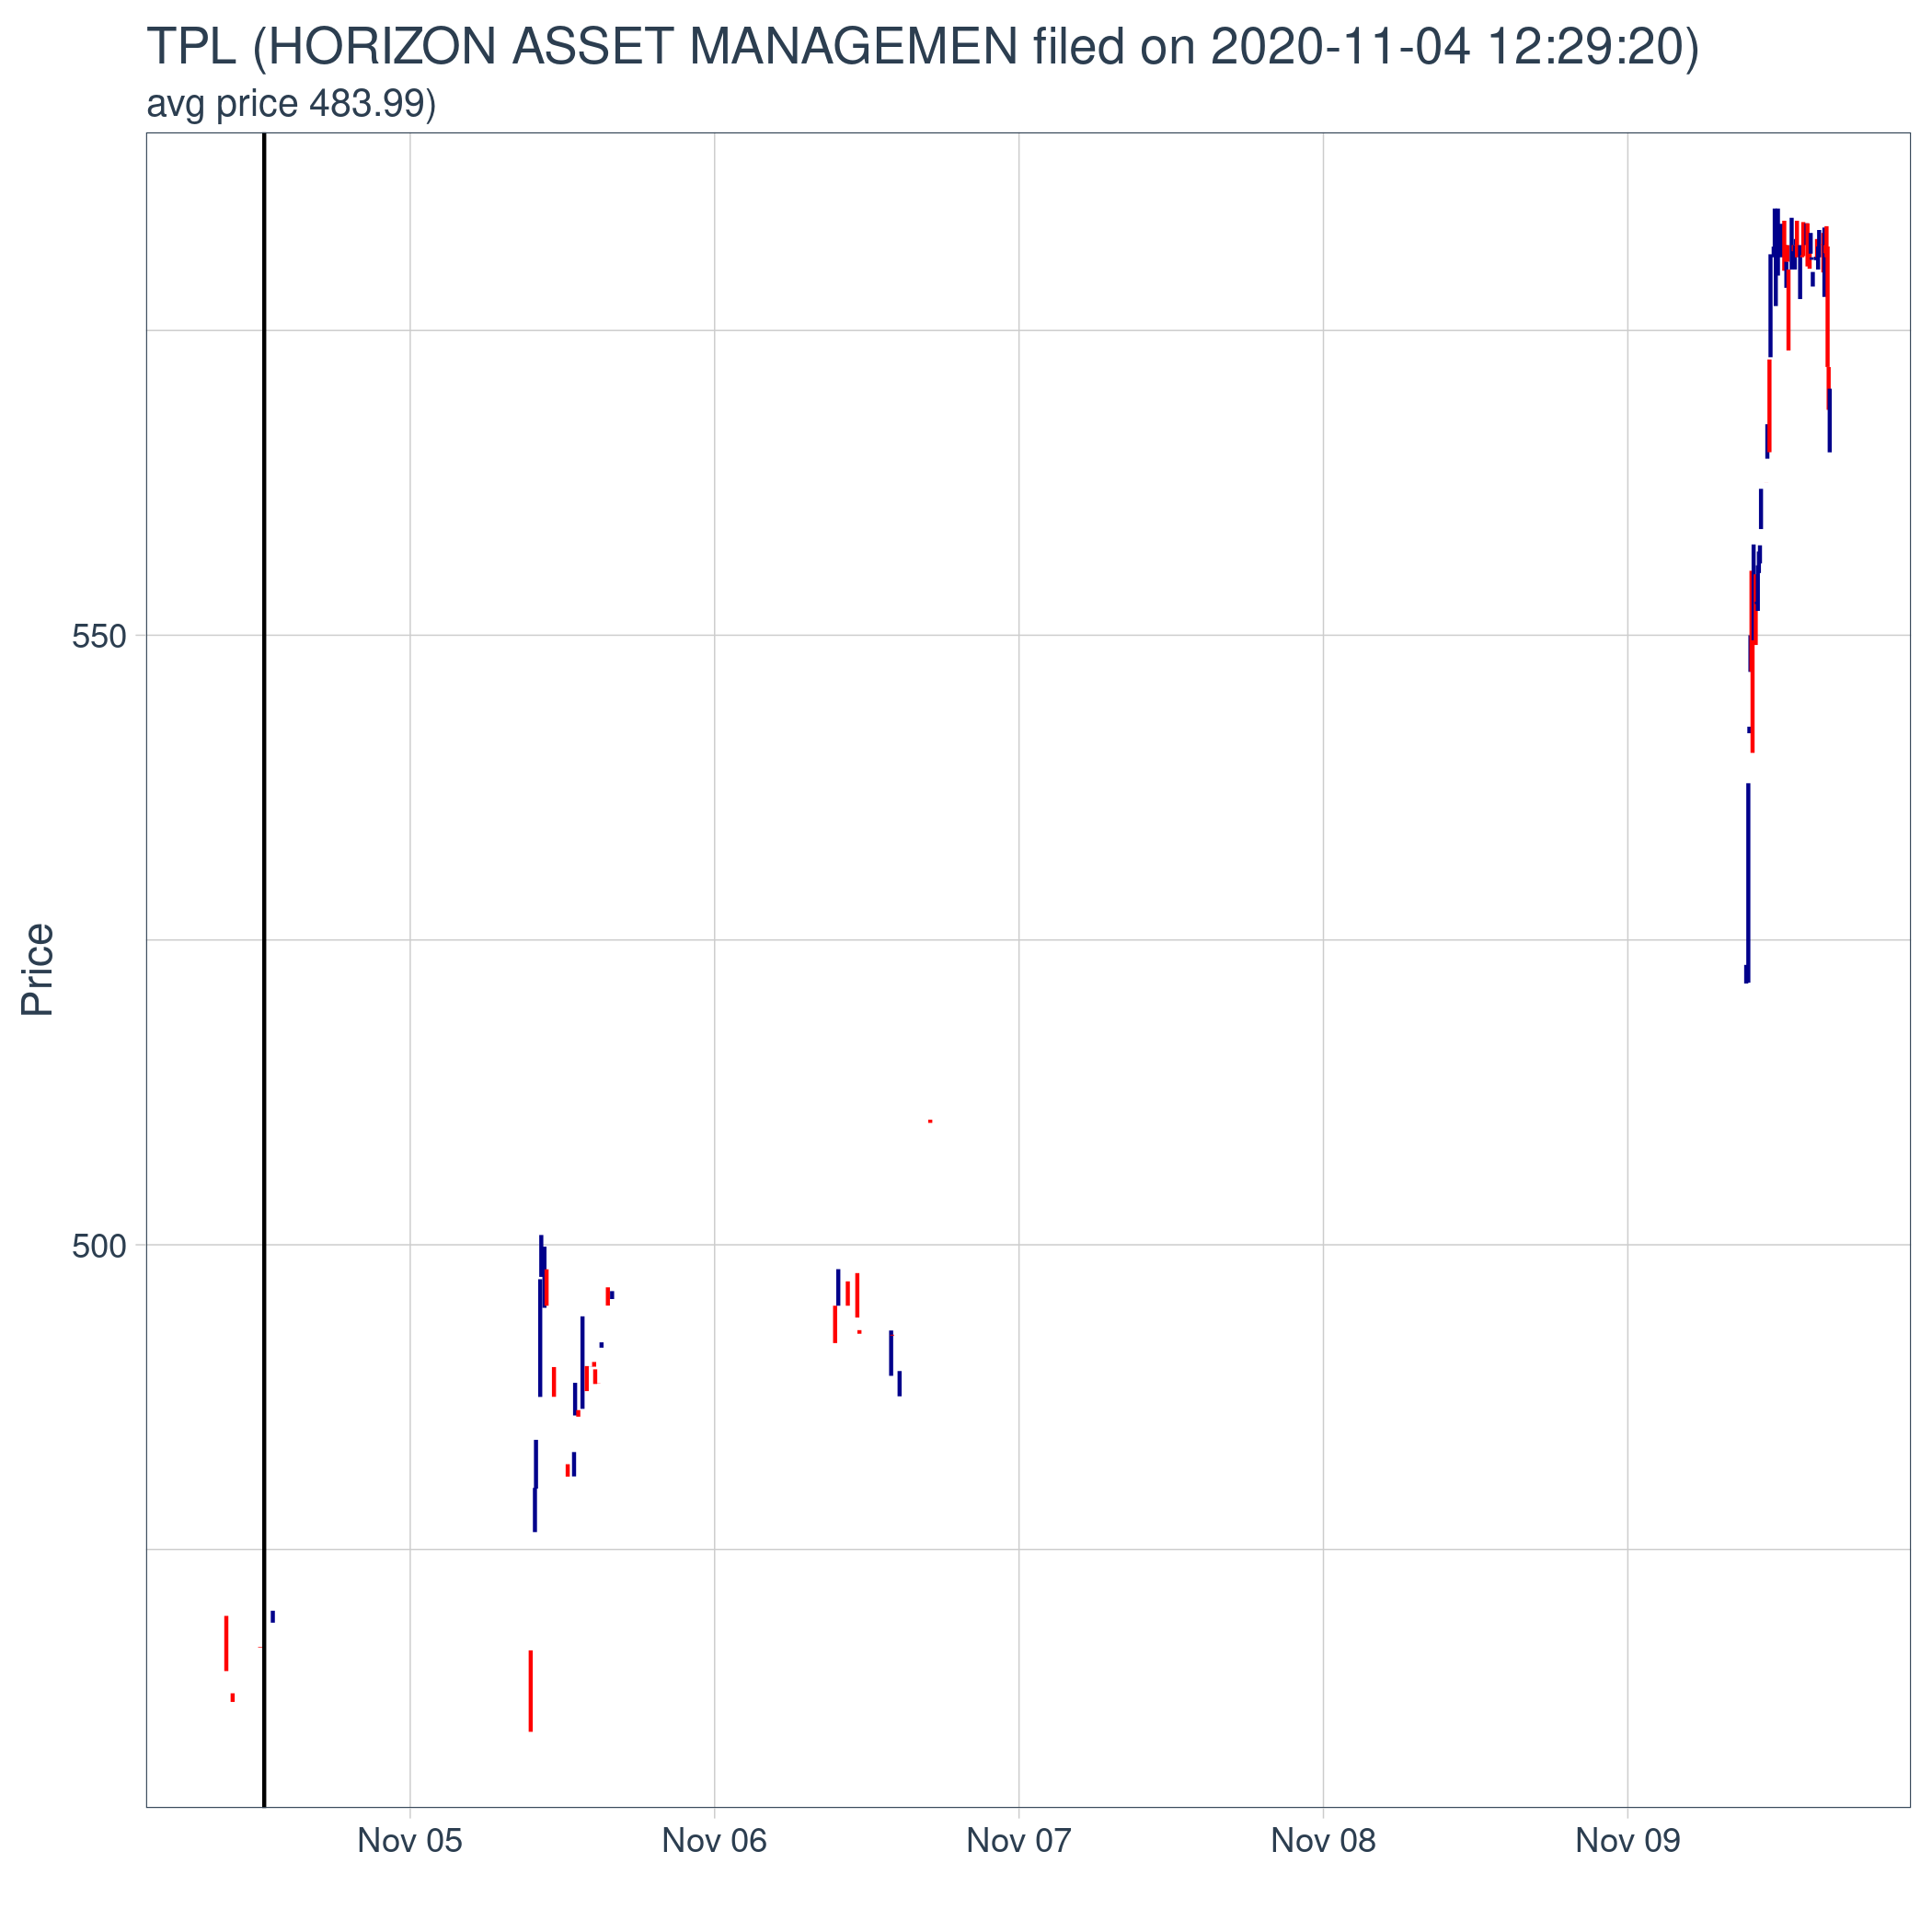 TPL (HORIZON ASSET MANAGEMEN filed on 2020-11-04 12:29:20)
avg price 483.99)
Price
550
500
Nov 05 Nov 06 Nov 07 Nov 08 Nov 09